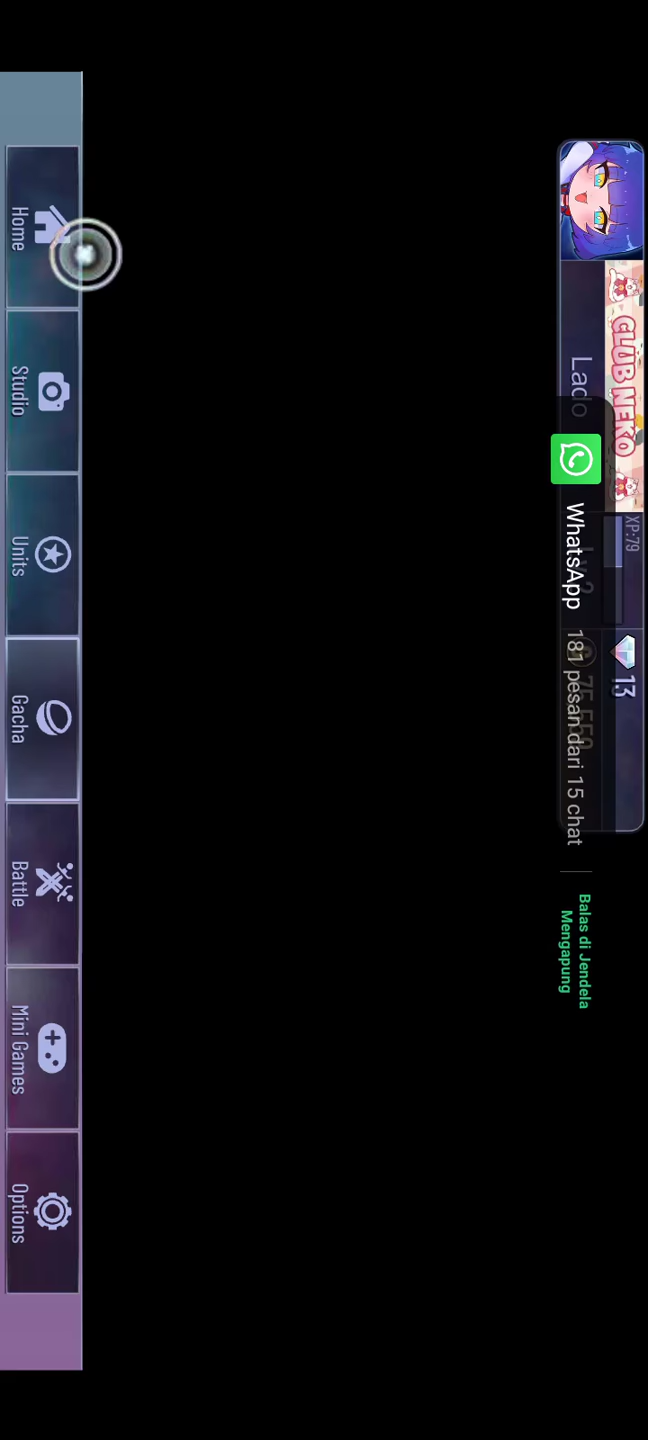 CLUB NEKO
XP:79
13
Lado
WhatsApp 181 pesan dari 15 chat
Balas di Jendela
Mengapung
Home
Studio
Units
Gacha
Battle
Mini Games
Options